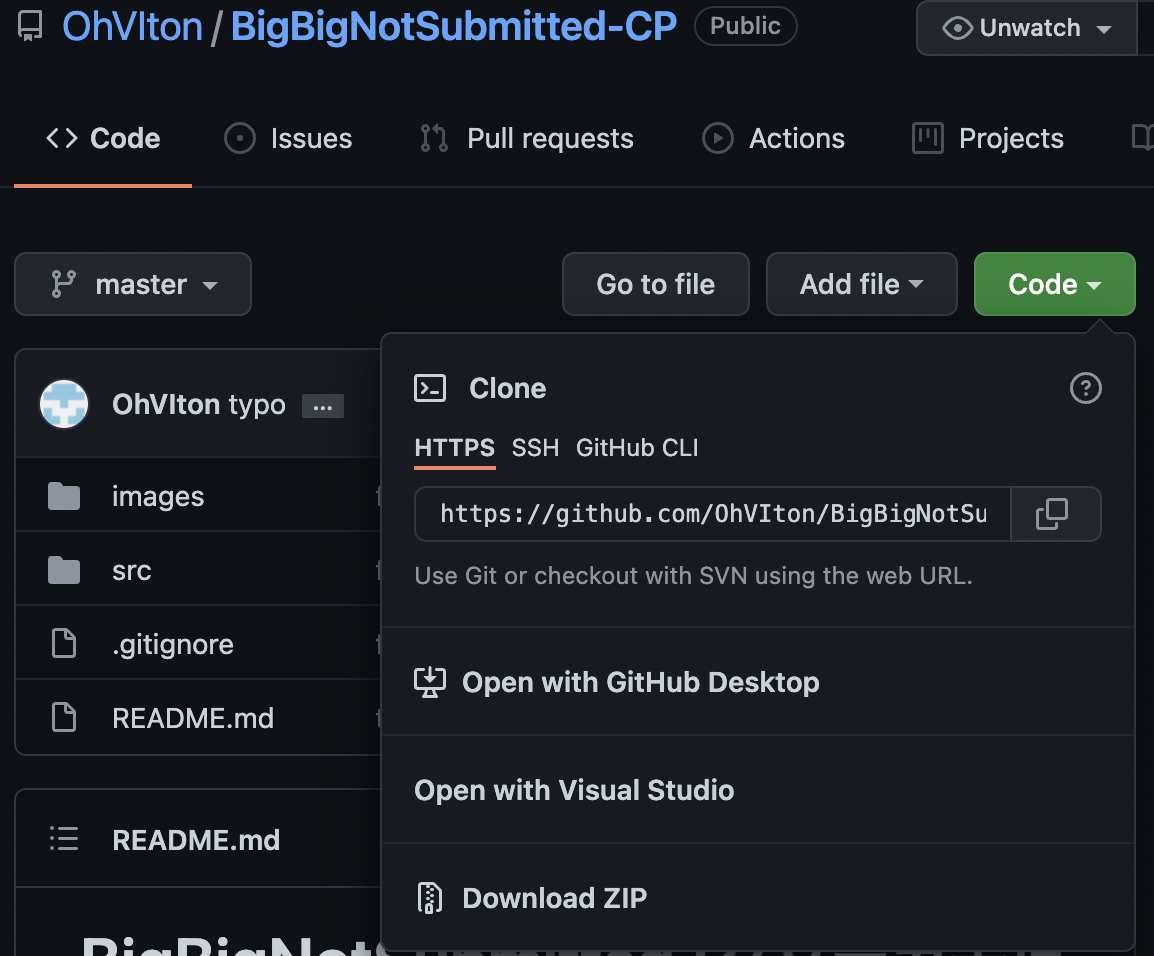 OhVIton / BigBigNotSubmitted-CP Public Unwatch
Code Issues Pull requests Actions Projects
master Go to file Add file Code
OhVIton typo ...
Clone
HTTPS SSH GitHub CLI
https://github.com/OhVIton/BigBigNotSu
Use Git or checkout with SVN using the web URL.
images
src
.gitignore
Open with GitHub Desktop
README.md
Open with Visual Studio
README.md
Download ZIP